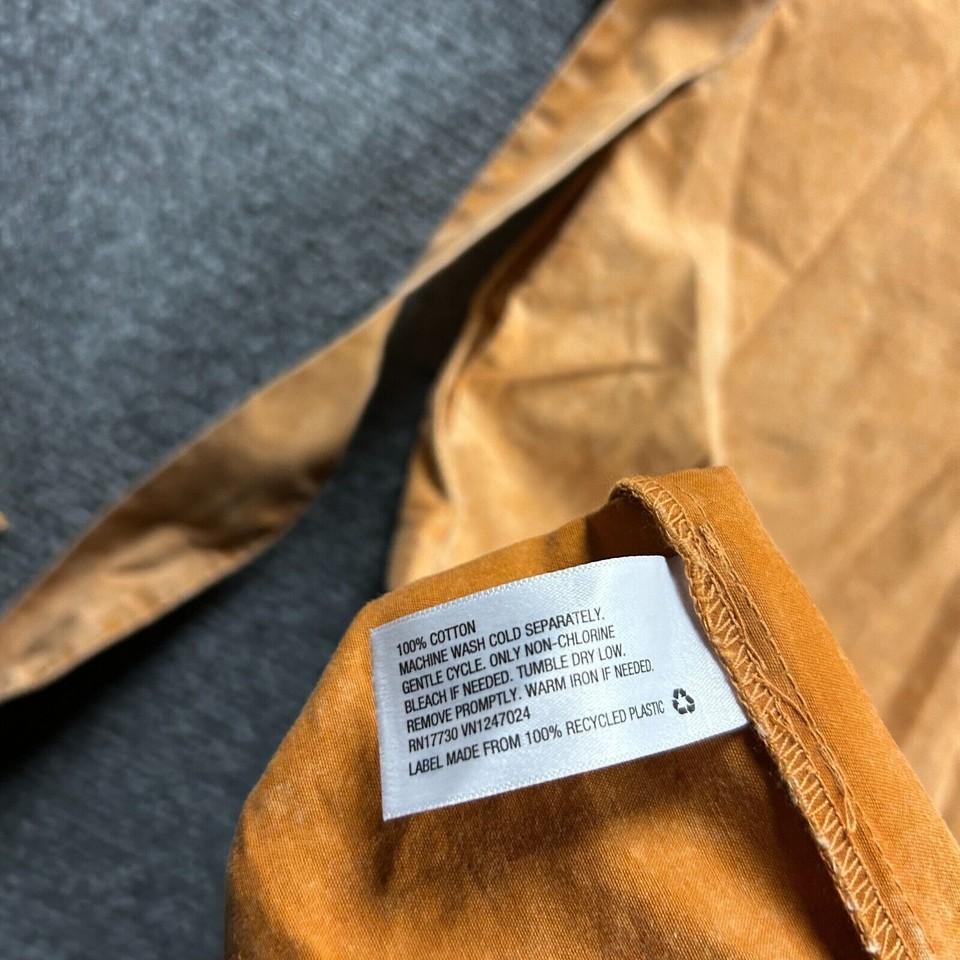 100% COTTON
MACHINE WASH COLD SEPARATELY.
GENTLE CYCLE. ONLY NON-CHLORINE
BLEACH IF NEEDED. TUMBLE DRY LOW.
REMOVE PROMPTLY. WARM IRON IF NEEDED.
RN17730 VN1247024
LABEL MADE FROM 100% RECYCLED PLASTIC